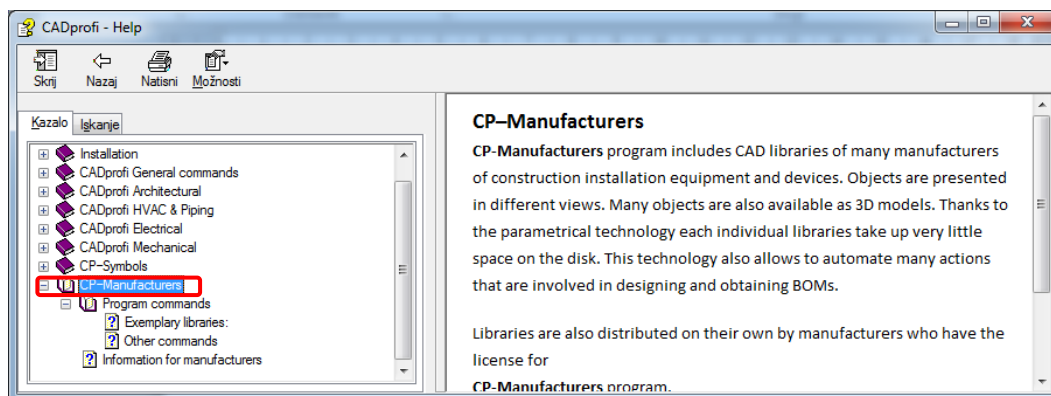 CADprofi - Help
Skrij Nazaj Natisni Možnosti
Kazalo Iskanje
Installation
CADprofi General commands
CADprofi Architectural
CADprofi HVAC & Piping
CADprofi Electrical
CADprofi Mechanical
CP-Symbols
CP-Manufacturers
Program commands
Exemplary libraries:
Other commands
Information for manufacturers
CP–Manufacturers
CP-Manufacturers program includes CAD libraries of many manufacturers
of construction installation equipment and devices. Objects are presented
in different views. Many objects are also available as 3D models. Thanks to
the parametrical technology each individual libraries take up very little
space on the disk. This technology also allows to automate many actions
that are involved in designing and obtaining BOMs.
Libraries are also distributed on their own by manufacturers who have the
license for
CP-Manufacturers program.